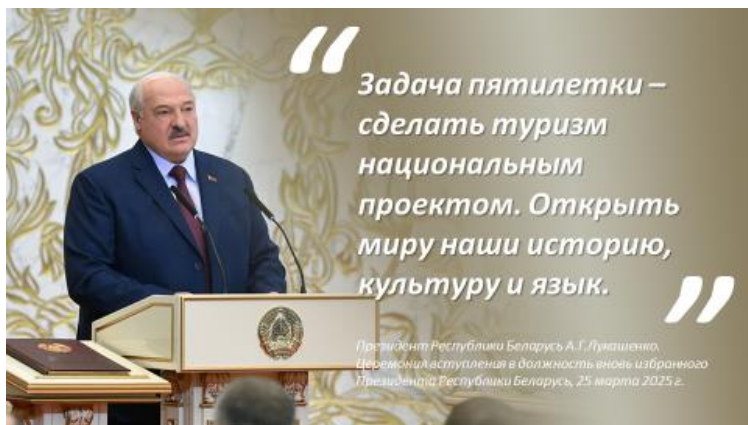 “
Задача пятилетки –
сделать туризм
национальным
проектом. Открыть
миру наши историю,
культуру и язык.
”
Президент Республики Беларусь А.Г.Лукашенко.
Церемония вступления в должность вновь избранного
Президента Республики Беларусь, 25 марта 2025 г.